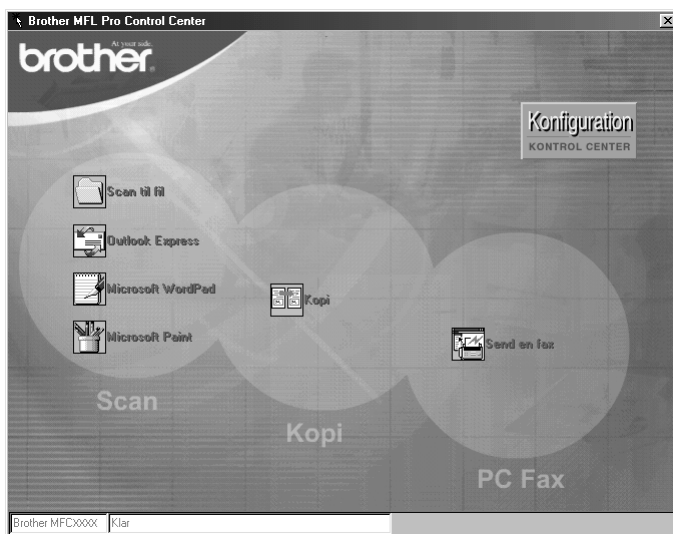 Brother MFL Pro Control Center
At your side.
brother
Konfiguration
KONTROL CENTER
Scan til fil
Outlook Express
Microsoft WordPad
Microsoft Paint
Kopi
Send en fax
Scan
Kopi
PC Fax
Brother MFCXXXX
Klar